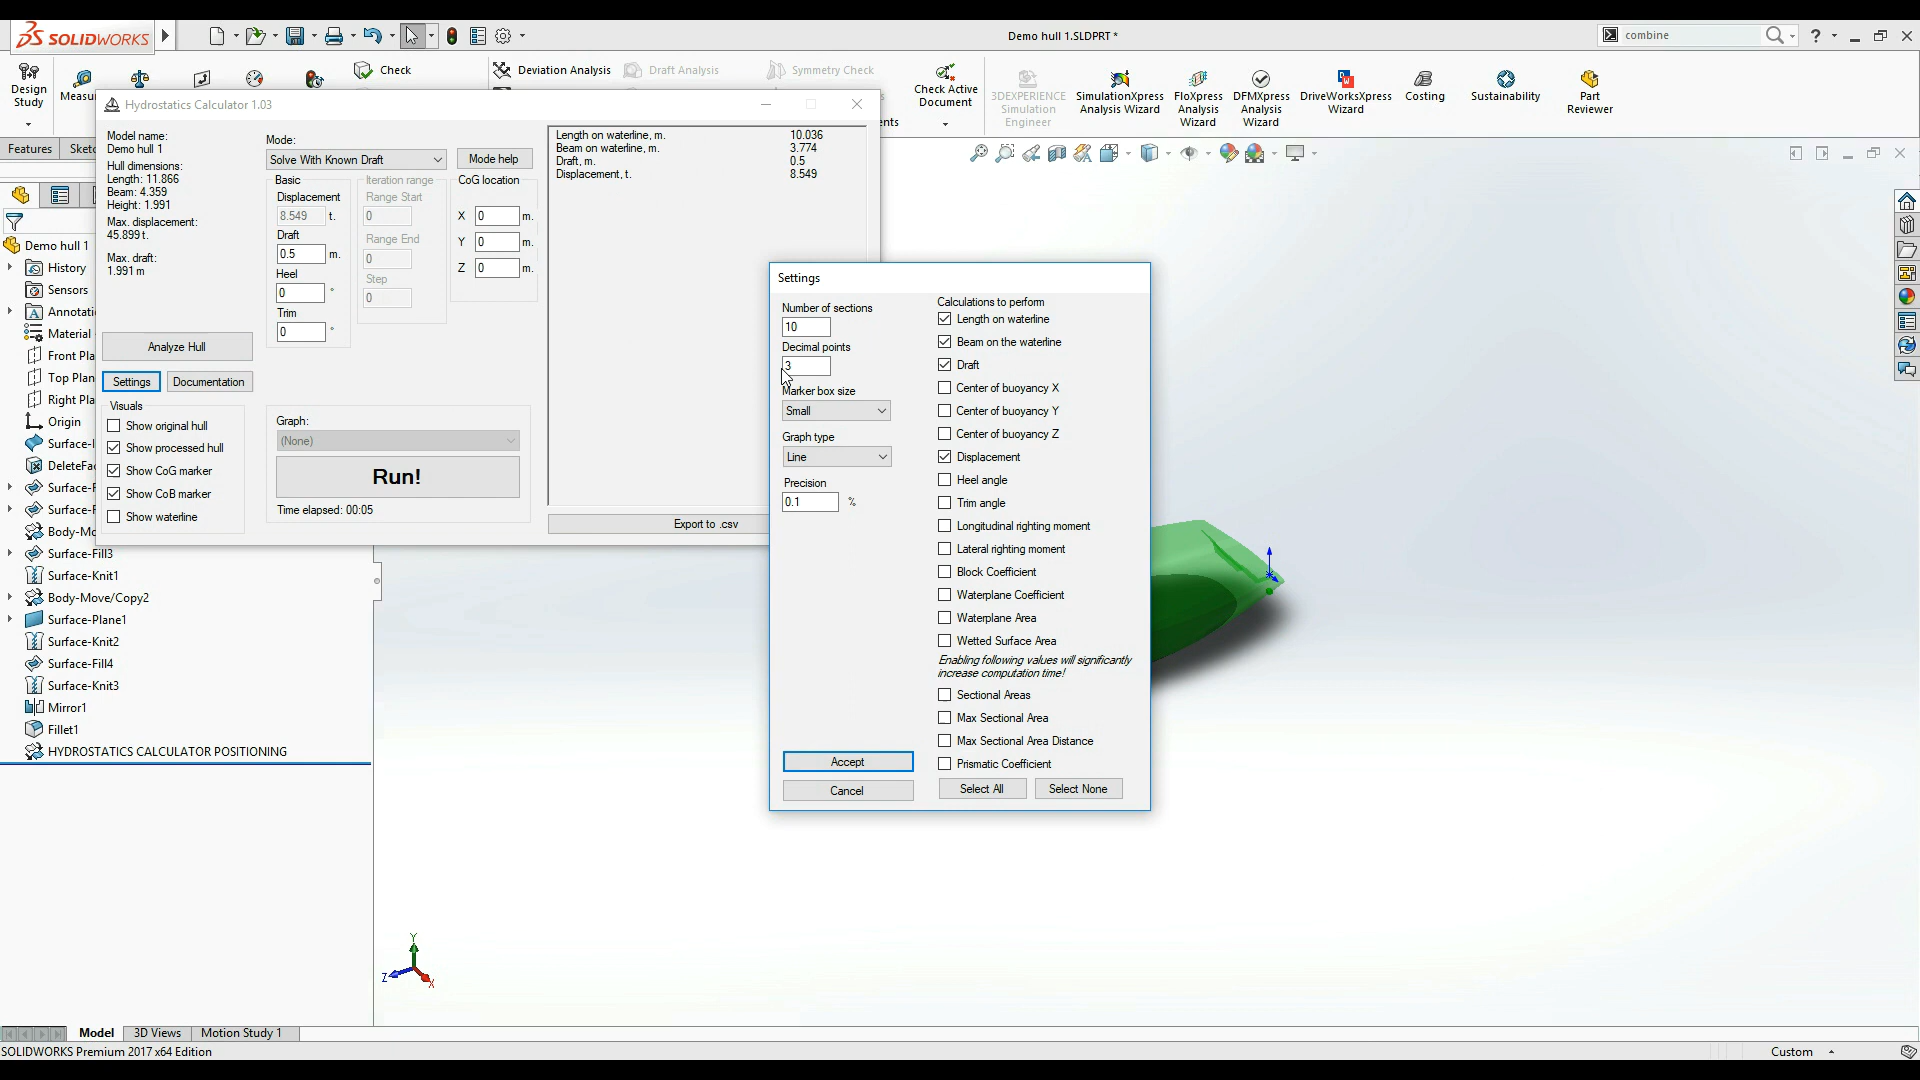 SOLIDWORKS
Demo hull 1.SLDPRT *
combine
Design
Study
Check
Deviation Analysis
Draft Analysis
Symmetry Check
Check Active
Document
3DEXPERIENCE
Simulation
Engineer
SimulationXpress
Analysis Wizard
FloXpress
Analysis
Wizard
DFMXpress
Analysis
Wizard
DriveWorksXpress
Wizard
Costing
Sustainability
Part
Reviewer
Features
Hydrostatics Calculator 1.03
Model name:
Demo hull 1
Hull dimensions:
Length: 11.866
Beam: 4.359
Height: 1.991
Max. displacement:
45.899 t.
Max. draft:
1.991 m
Analyze Hull
Settings
Documentation
Visuals
Show original hull
Show processed hull
Show CoG marker
Show CoB marker
Show waterline
Mode:
Solve With Known Draft
Mode help
Basic
Displacement
8.549 t.
Draft
0.5 m.
Heel
0 °
Trim
0 °
Iteration range
Range Start
0
Range End
0
Step
0
CoG location
X 0 m.
Y 0 m.
Z 0 m.
Graph:
(None)
Run!
Time elapsed: 00:05
Length on waterline, m. 10.036
Beam on waterline, m. 3.774
Draft, m. 0.5
Displacement, t. 8.549
Export to .csv
Settings
Number of sections
10
Decimal points
3
Marker box size
Small
Graph type
Line
Precision
0.1 %
Accept
Cancel
Calculations to perform
Length on waterline
Beam on the waterline
Draft
Center of buoyancy X
Center of buoyancy Y
Center of buoyancy Z
Displacement
Heel angle
Trim angle
Longitudinal righting moment
Lateral righting moment
Block Coefficient
Waterplane Coefficient
Waterplane Area
Wetted Surface Area
Enabling following values will significantly
increase computation time!
Sectional Areas
Max Sectional Area
Max Sectional Area Distance
Prismatic Coefficient
Select All
Select None
Demo hull 1
History
Sensors
Annotati
Material
Front Pla
Top Plan
Right Pla
Origin
Surface-I
DeleteFac
Surface-F
Surface-F
Body-Mo
Surface-Fill3
Surface-Knit1
Body-Move/Copy2
Surface-Plane1
Surface-Knit2
Surface-Fill4
Surface-Knit3
Mirror1
Fillet1
HYDROSTATICS CALCULATOR POSITIONING
Y
Z
X
Model
3D Views
Motion Study 1
SOLIDWORKS Premium 2017 x64 Edition
Custom